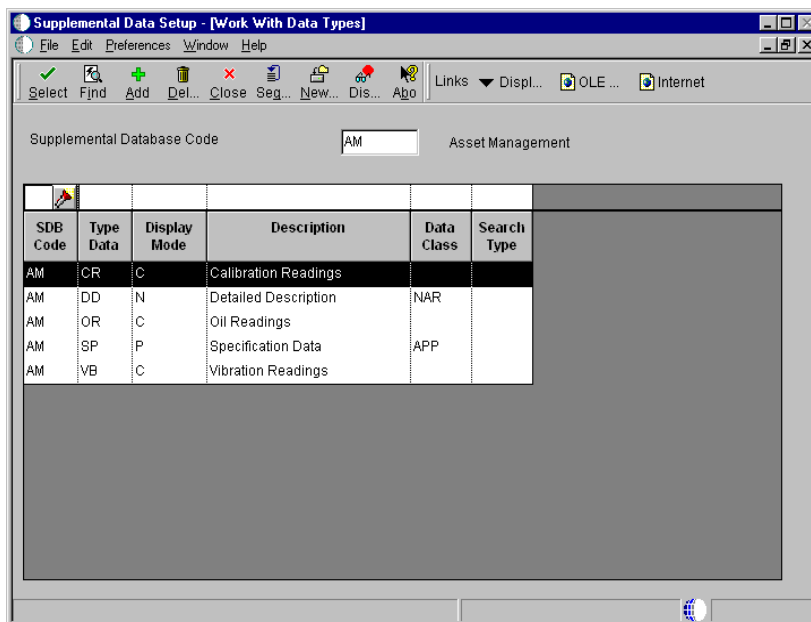 Supplemental Data Setup - [Work With Data Types]
File Edit Preferences Window Help
Select Find Add Del... Close Seg... New... Dis... Abo Links Displ... OLE ... Internet
Supplemental Database Code AM Asset Management
SDB Code Type Data Display Mode Description Data Class Search Type
AM CR C Calibration Readings
AM DD N Detailed Description NAR
AM OR C Oil Readings
AM SP P Specification Data APP
AM VB C Vibration Readings